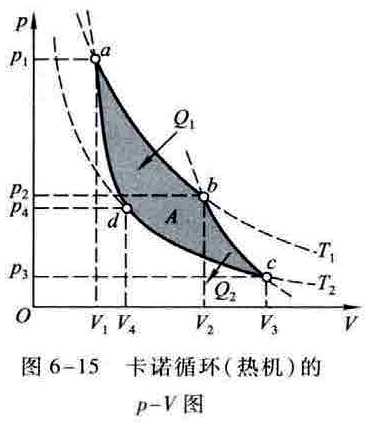 p
p₁
a
Q₁
p₂
b
p₄
A
d
T₁
p₃
c
Q₂
T₂
O
V₁ V₄ V₂ V₃ V
图 6-15 卡诺循环(热机)的
p-V 图